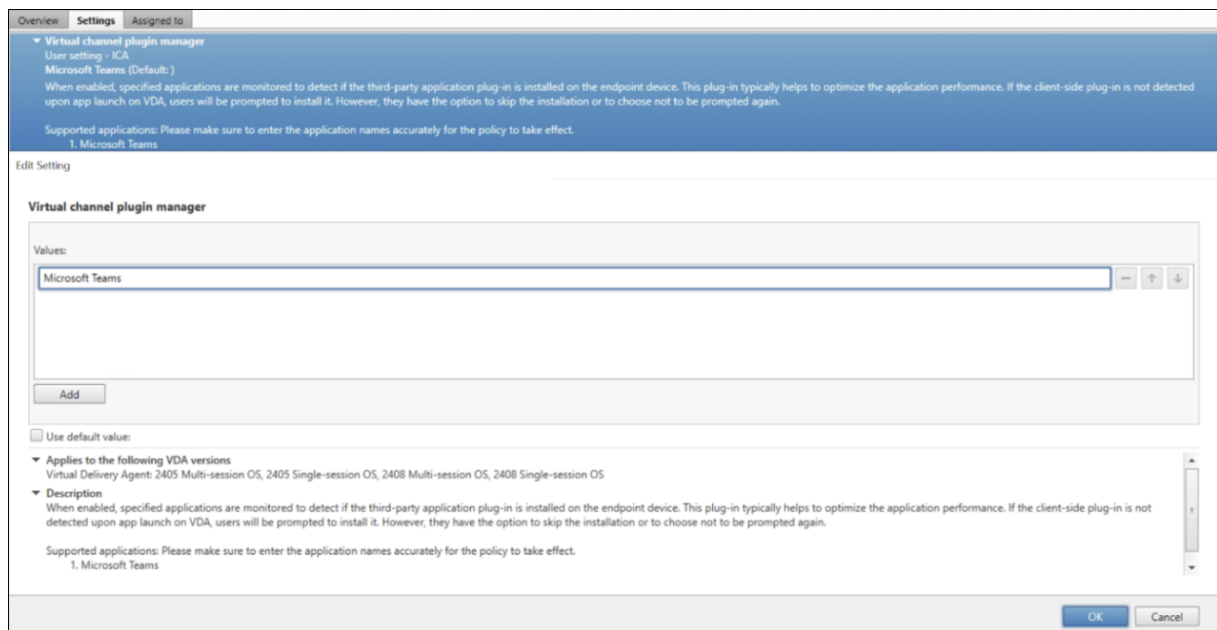 Overview Settings Assigned to
Virtual channel plugin manager
User setting - ICA
Microsoft Teams (Default: )
When enabled, specified applications are monitored to detect if the third-party application plug-in is installed on the endpoint device. This plug-in typically helps to optimize the application performance. If the client-side plug-in is not detected
upon app launch on VDA, users will be prompted to install it. However, they have the option to skip the installation or to choose not to be prompted again.
Supported applications: Please make sure to enter the application names accurately for the policy to take effect.
1. Microsoft Teams
Edit Setting
Virtual channel plugin manager
Values:
Microsoft Teams
Add
Use default value:
Applies to the following VDA versions
Virtual Delivery Agent: 2405 Multi-session OS, 2405 Single-session OS, 2408 Multi-session OS, 2408 Single-session OS
Description
When enabled, specified applications are monitored to detect if the third-party application plug-in is installed on the endpoint device. This plug-in typically helps to optimize the application performance. If the client-side plug-in is not
detected upon app launch on VDA, users will be prompted to install it. However, they have the option to skip the installation or to choose not to be prompted again.
Supported applications: Please make sure to enter the application names accurately for the policy to take effect.
1. Microsoft Teams
OK Cancel